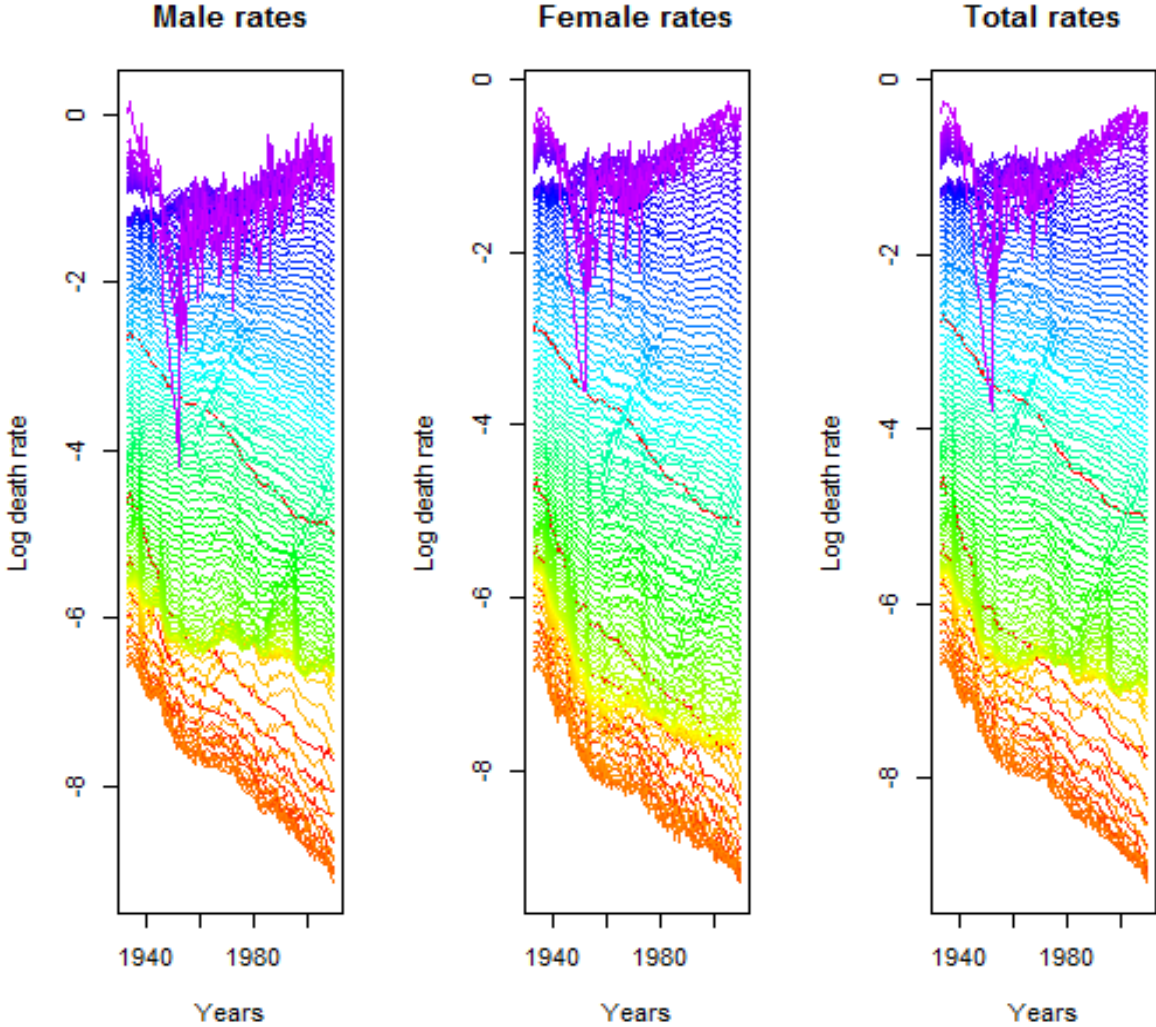 Male rates
Female rates
Total rates
0
-2
-4
-6
-8
Log death rate
1940
1980
Years
0
-2
-4
-6
-8
Log death rate
1940
1980
Years
0
-2
-4
-6
-8
Log death rate
1940
1980
Years